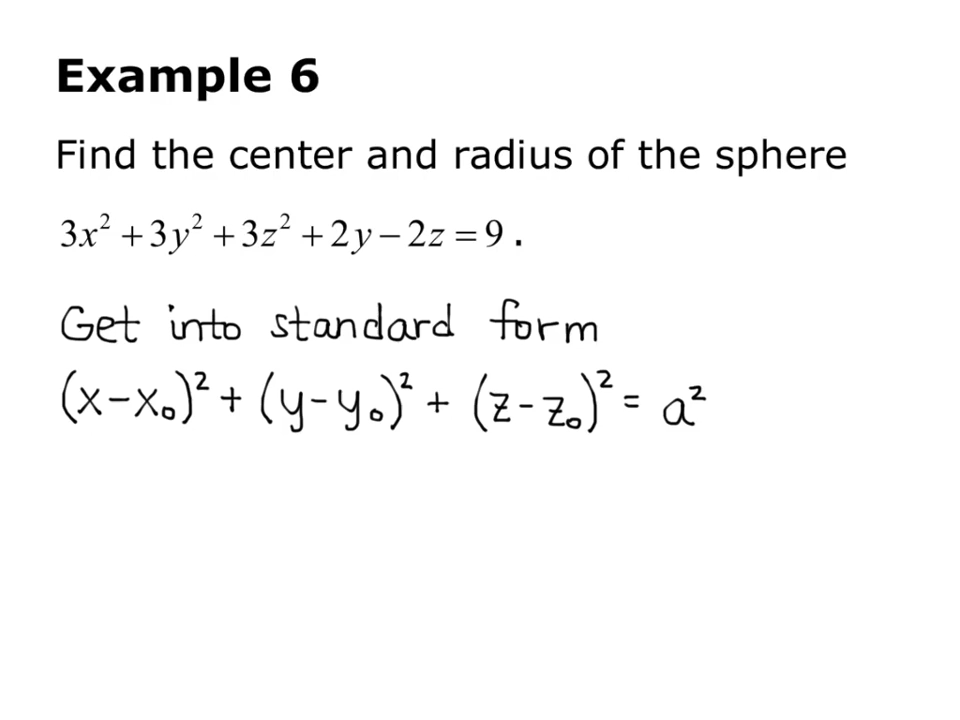 Example 6
Find the center and radius of the sphere
3x² + 3y² + 3z² + 2y − 2z = 9 .
Get into standard form
(x-x₀)² + (y-y₀)² + (z-z₀)² = a²